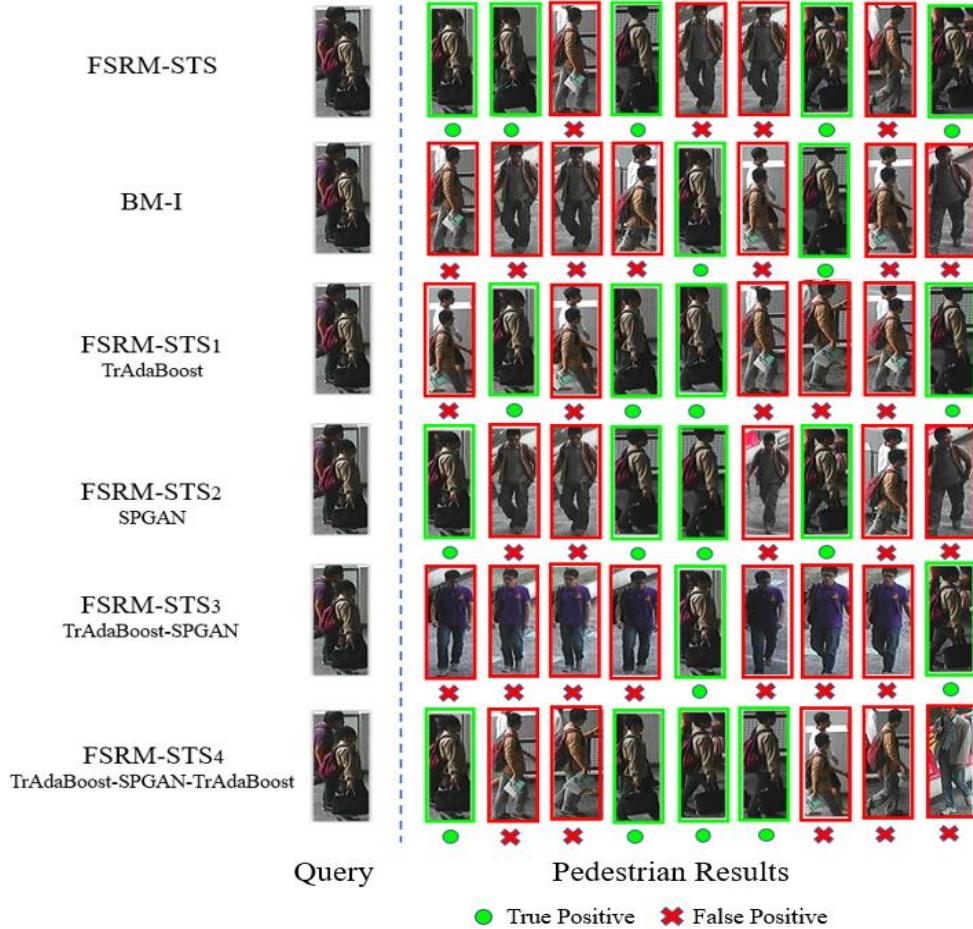 FSRM-STS
BM-I
FSRM-STS1
TrAdaBoost
FSRM-STS2
SPGAN
FSRM-STS3
TrAdaBoost-SPGAN
FSRM-STS4
TrAdaBoost-SPGAN-TrAdaBoost
Query Pedestrian Results
True Positive False Positive